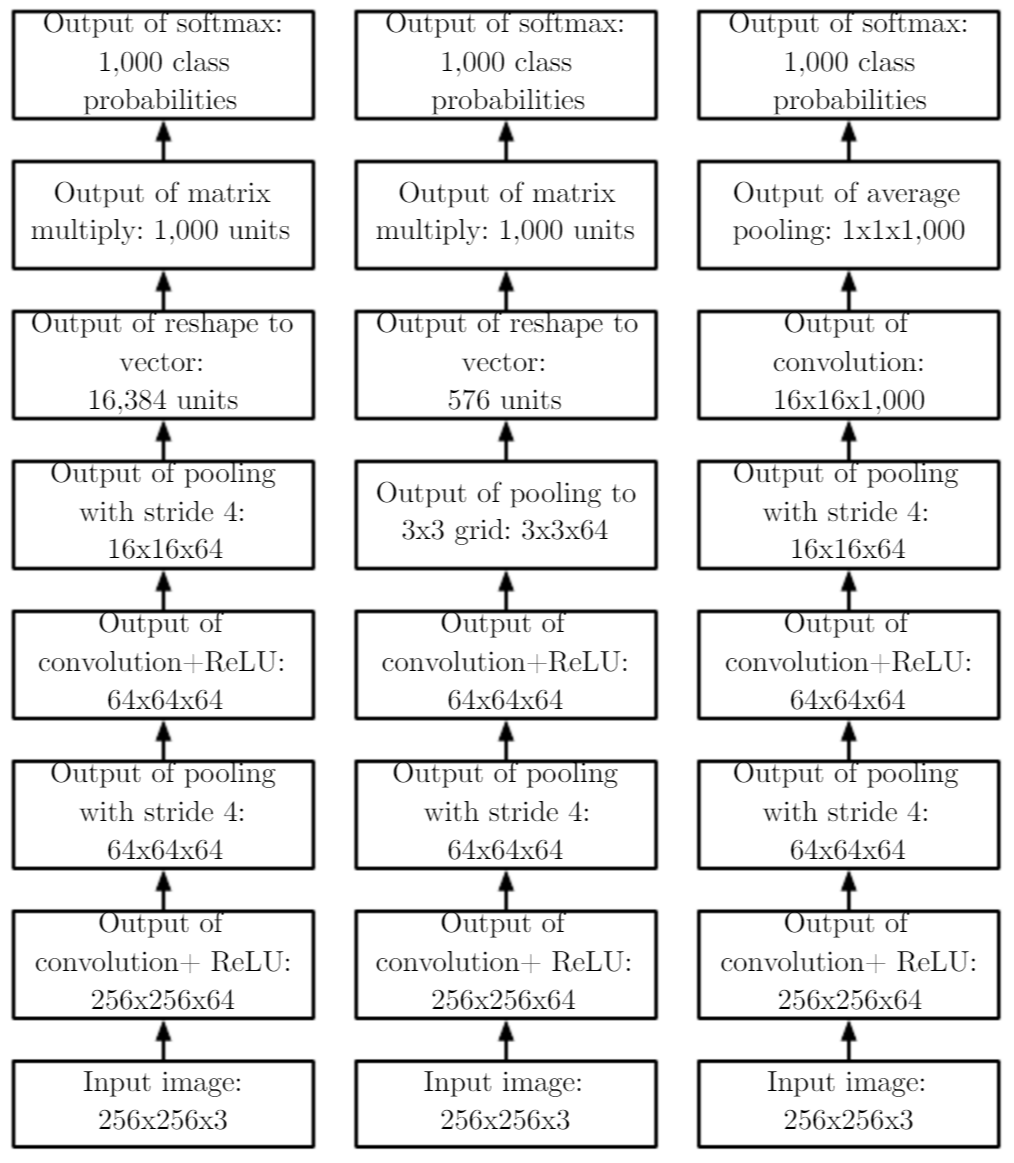 Output of softmax:
1,000 class
probabilities
Output of matrix
multiply: 1,000 units
Output of reshape to
vector:
16,384 units
Output of pooling
with stride 4:
16x16x64
Output of
convolution+ReLU:
64x64x64
Output of pooling
with stride 4:
64x64x64
Output of
convolution+ ReLU:
256x256x64
Input image:
256x256x3
Output of softmax:
1,000 class
probabilities
Output of matrix
multiply: 1,000 units
Output of reshape to
vector:
576 units
Output of pooling to
3x3 grid: 3x3x64
Output of
convolution+ReLU:
64x64x64
Output of pooling
with stride 4:
64x64x64
Output of
convolution+ ReLU:
256x256x64
Input image:
256x256x3
Output of softmax:
1,000 class
probabilities
Output of average
pooling: 1x1x1,000
Output of
convolution:
16x16x1,000
Output of pooling
with stride 4:
16x16x64
Output of
convolution+ReLU:
64x64x64
Output of pooling
with stride 4:
64x64x64
Output of
convolution+ ReLU:
256x256x64
Input image:
256x256x3